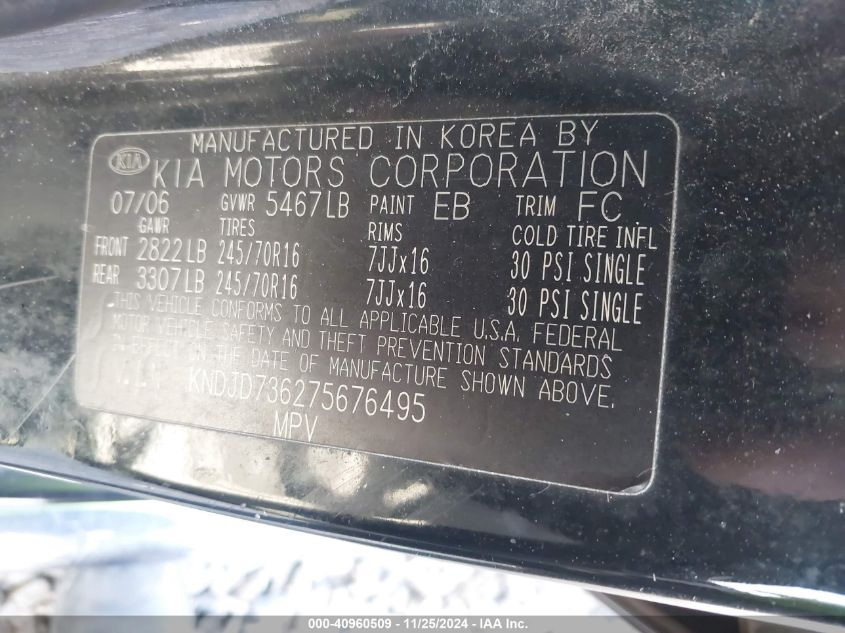 MANUFACTURED IN KOREA BY
KIA KIA MOTORS CORPORATION
07/06 GVWR 5467LB PAINT EB TRIM FC
GAWR TIRES RIMS COLD TIRE INFL
FRONT 2822LB 245/70R16 7JJx16 30 PSI SINGLE
REAR 3307LB 245/70R16 7JJx16 30 PSI SINGLE
THIS VEHICLE CONFORMS TO ALL APPLICABLE U.S.A. FEDERAL
MOTOR VEHICLE SAFETY AND THEFT PREVENTION STANDARDS
IN EFFECT ON THE DATE OF MANUFACTURE SHOWN ABOVE.
KNDJD736275676495
MPV
000-40960509 - 11/25/2024 - IAA Inc.